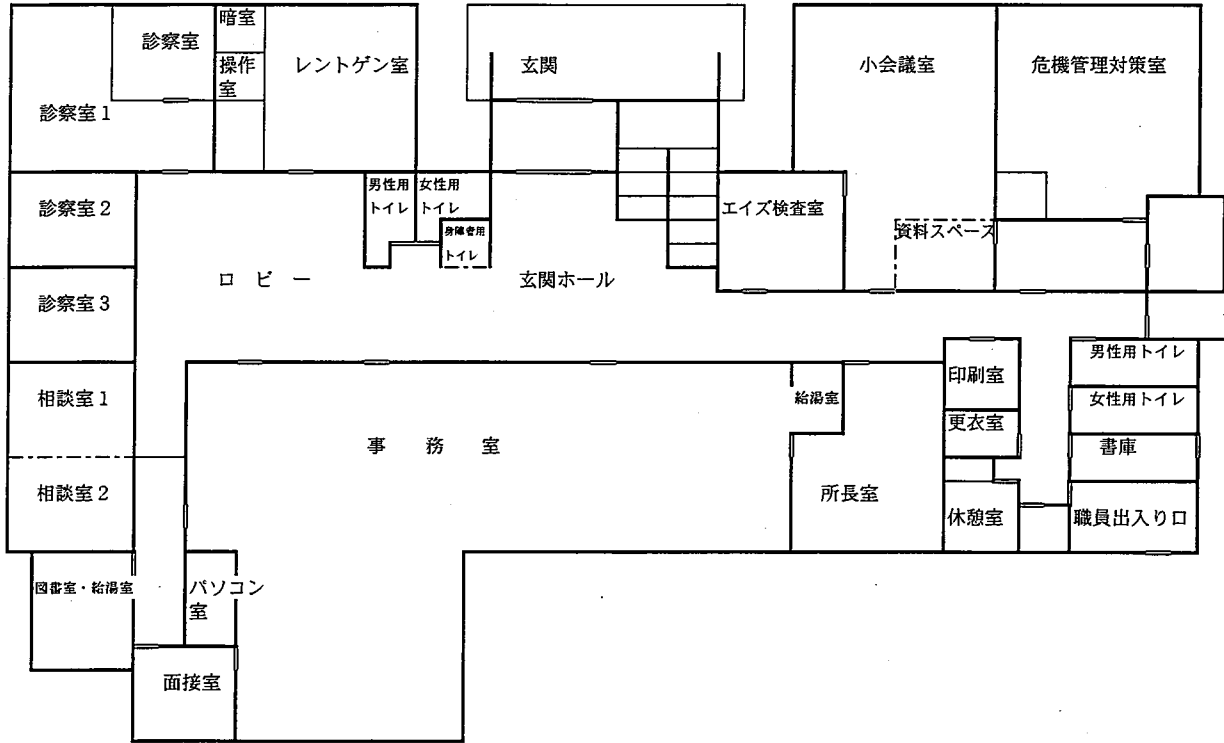 暗室
診察室
操作
室
レントゲン室
玄関
小会議室
危機管理対策室
診察室1
男性用
トイレ
女性用
トイレ
身障者用
トイレ
エイズ検査室
資料スペース
診察室2
ロビー
玄関ホール
診察室3
男性用トイレ
印刷室
相談室1
給湯室
女性用トイレ
更衣室
事務室
書庫
相談室2
所長室
休憩室
職員出入り口
図書室・給湯室
パソコン
室
面接室